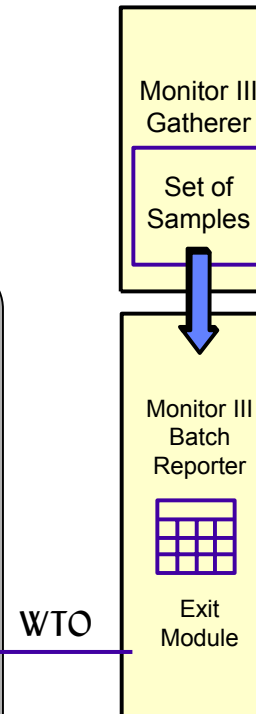 Monitor III
Gatherer
Set of
Samples
Monitor III
Batch
Reporter
Exit
Module
WTO